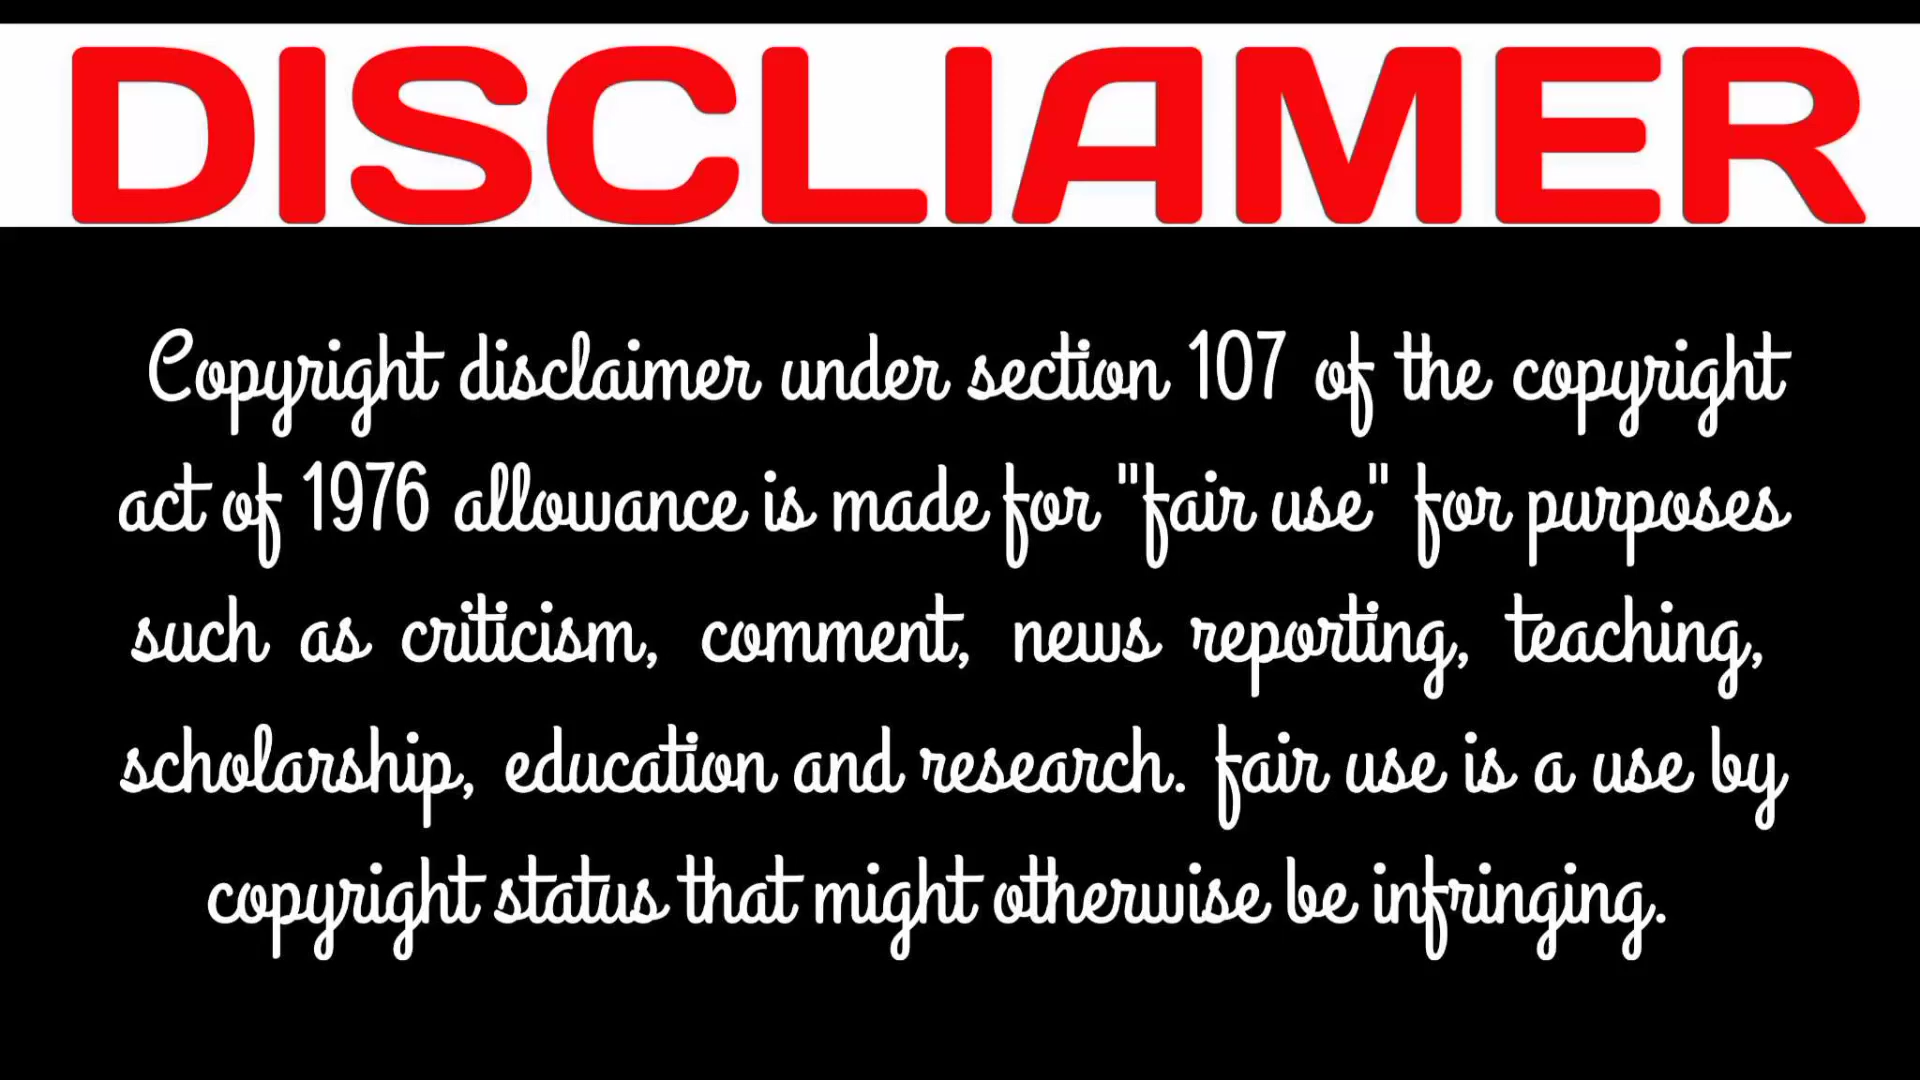 DISCLIAMER
Copyright disclaimer under section 107 of the copyright
act of 1976 allowance is made for "fair use" for purposes
such as criticism, comment, news reporting, teaching,
scholarship, education and research. fair use is a use by
copyright status that might otherwise be infringing.